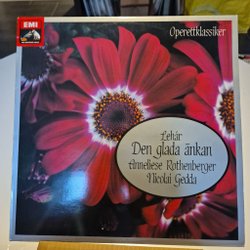 EMI
Operettklassiker
Lehár
Den glada änkan
Anneliese Rothenberger
Nicolai Gedda